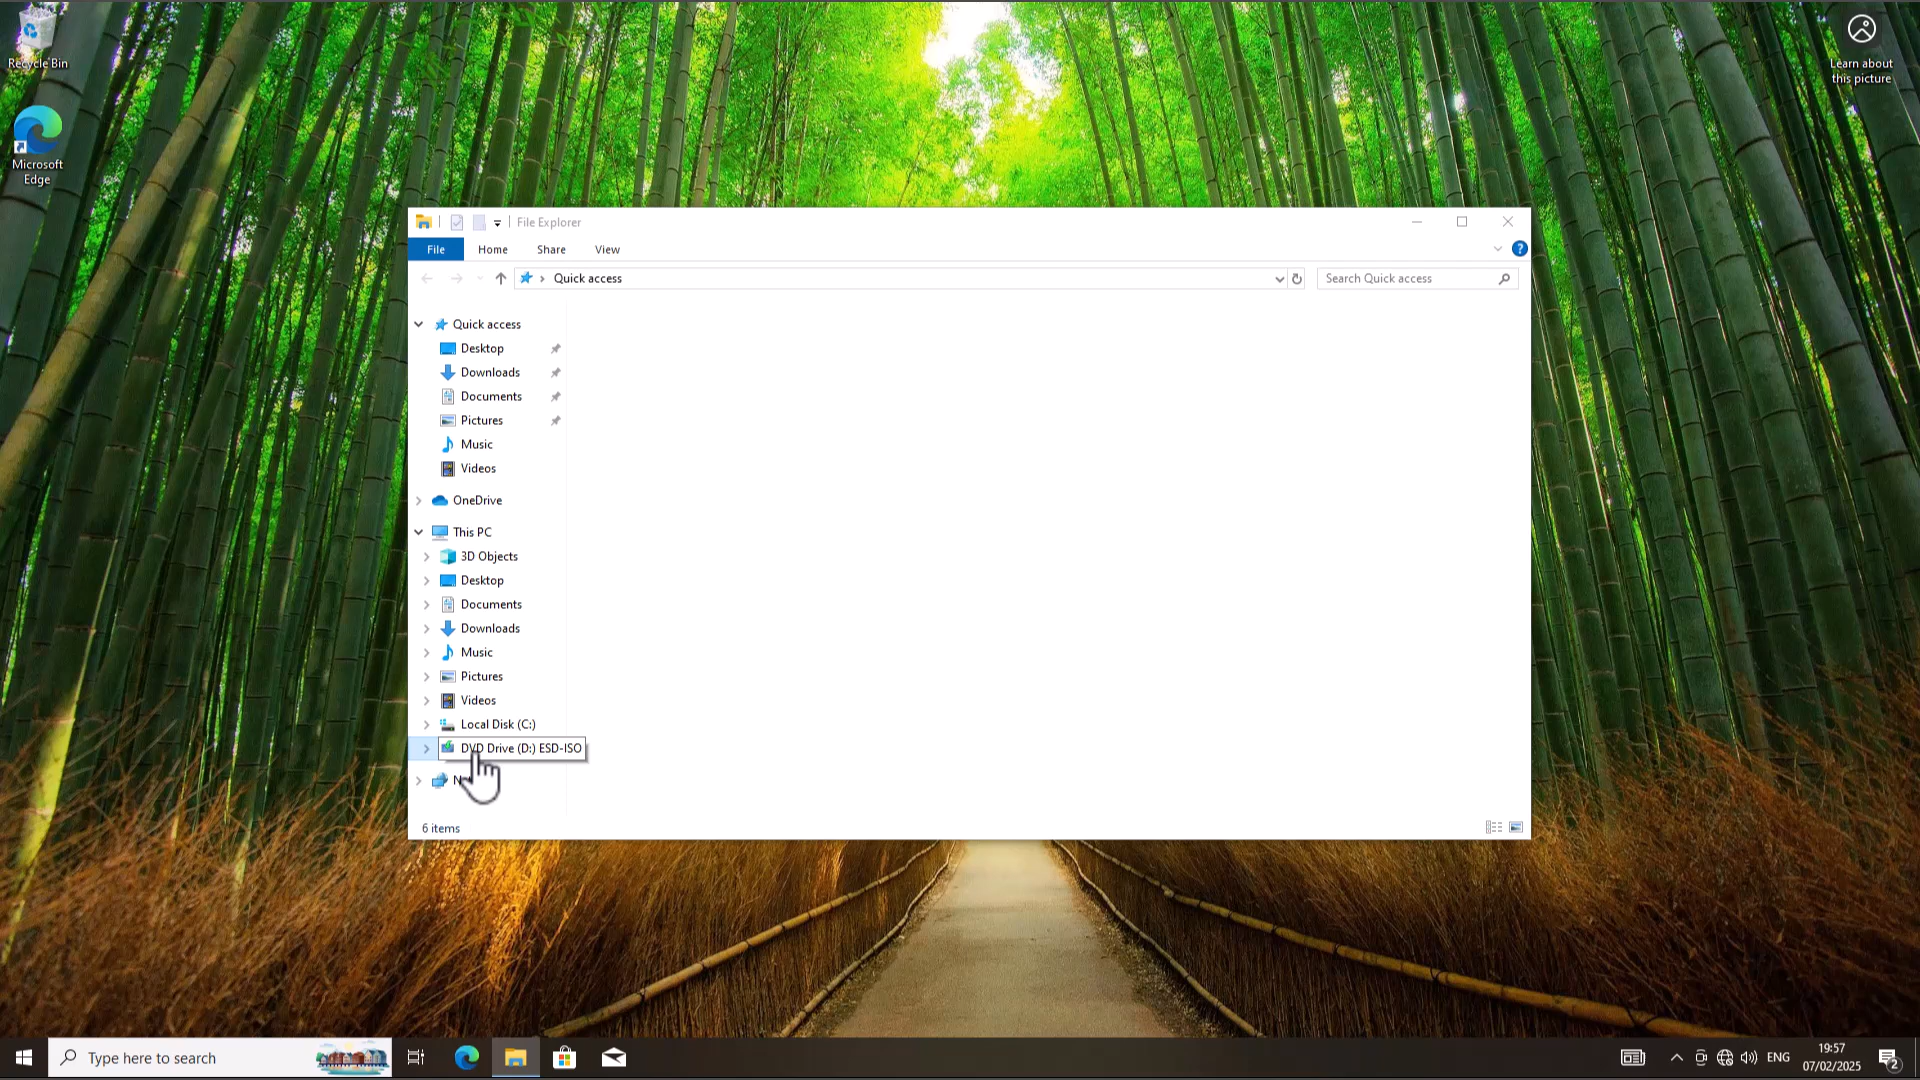 Recycle Bin
Microsoft
Edge
Learn about
this picture
File Explorer
File
Home
Share
View
?
Quick access
Search Quick access
Quick access
Desktop
Downloads
Documents
Pictures
Music
Videos
OneDrive
This PC
3D Objects
Desktop
Documents
Downloads
Music
Pictures
Videos
Local Disk (C:)
DVD Drive (D:) ESD-ISO
6 items
Type here to search
ENG
19:57
07/02/2025
2